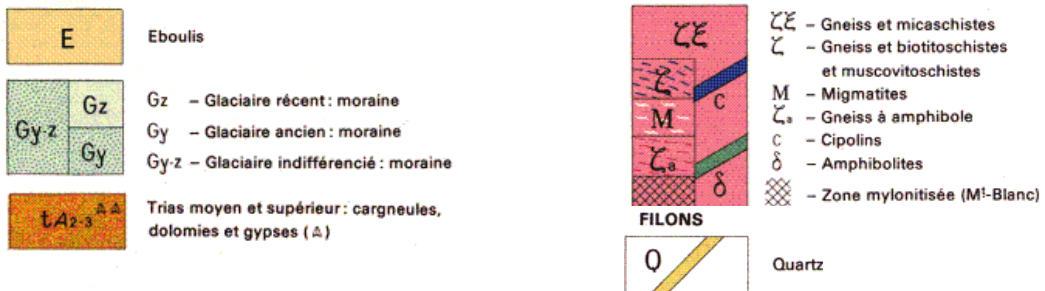 E
Eboulis
Gy-z
Gz
Gy
Gz – Glaciaire récent : moraine
Gy – Glaciaire ancien : moraine
Gy-z – Glaciaire indifférencié : moraine
tA2-3 △ △
Trias moyen et supérieur : cargneules,
dolomies et gypses ( △ )
ζξ
ζ
C
M
ζa
δ
ζξ – Gneiss et micaschistes
ζ – Gneiss et biotitoschistes
et muscovitoschistes
M – Migmatites
ζa – Gneiss à amphibole
C – Cipolins
δ – Amphibolites
– Zone mylonitisée (Mt-Blanc)
FILONS
Q
Quartz